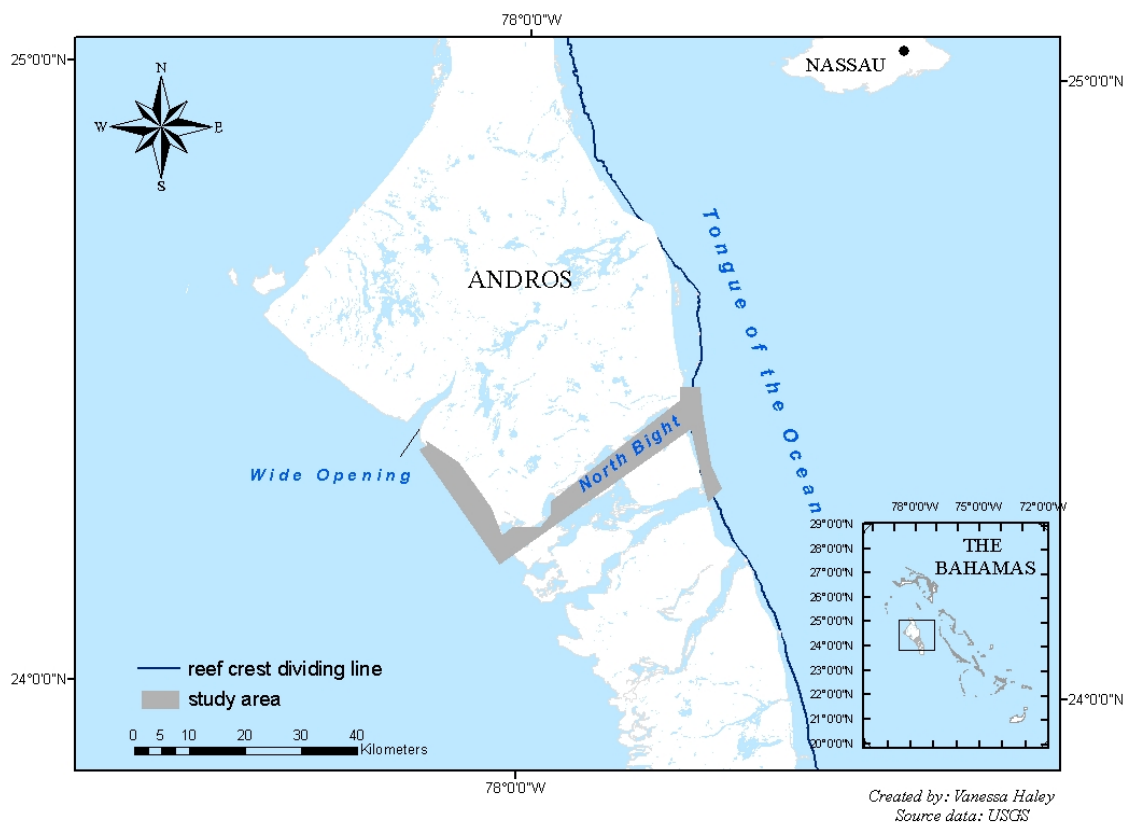 78°0'0"W
25°0'0"N
25°0'0"N
N
W
E
S
NASSAU
ANDROS
Tongue of the Ocean
North Bight
Wide Opening
78°0'0"W 75°0'0"W 72°0'0"W
29°0'0"N
28°0'0"N
27°0'0"N
26°0'0"N
25°0'0"N
24°0'0"N
23°0'0"N
22°0'0"N
21°0'0"N
20°0'0"N
THE
BAHAMAS
reef crest dividing line
study area
0 5 10 20 30 40
Kilometers
24°0'0"N
24°0'0"N
78°0'0"W
Created by: Vanessa Haley
Source data: USGS